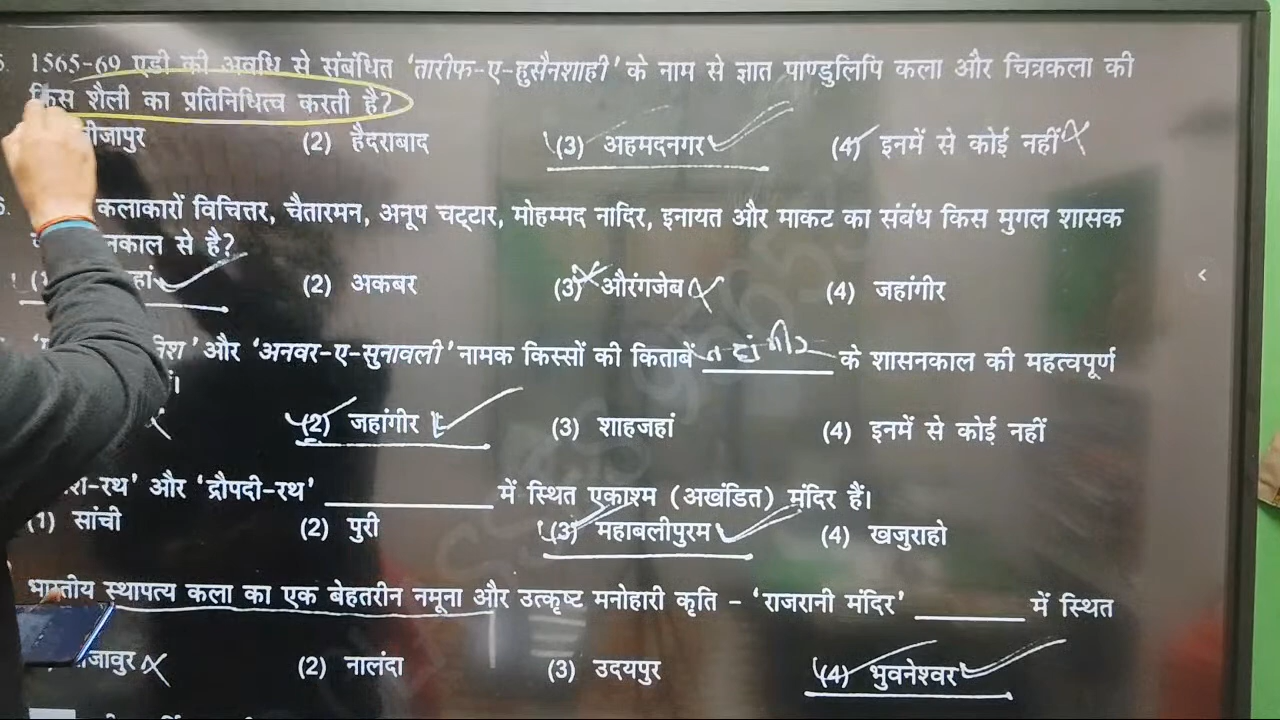 1565-69 एडी की अवधि से संबंधित 'तारीफ-ए-हुसैनशाही' के नाम से ज्ञात पाण्डुलिपि कला और चित्रकला की
किस शैली का प्रतिनिधित्व करती है?
(2) हैदराबाद (3) अहमदनगर (4) इनमें से कोई नहीं
कलाकारों विचित्तर, चैतारमन, अनूप चट्टार, मोहम्मद नादिर, इनायत और माकट का संबंध किस मुगल शासक
से है?
(2) अकबर (3) औरंगजेब (4) जहांगीर
और 'अनवर-ए-सुनावली' नामक किस्सों की किताबें जहांगीर के शासनकाल की महत्वपूर्ण
(2) जहांगीर (3) शाहजहां (4) इनमें से कोई नहीं
और 'द्रौपदी-रथ' ____________ में स्थित एकाश्म (अखंडित) मंदिर हैं।
(1) सांची (2) पुरी (3) महाबलीपुरम (4) खजुराहो
भारतीय स्थापत्य कला का एक बेहतरीन नमूना और उत्कृष्ट मनोहारी कृति – 'राजरानी मंदिर' ________ में स्थित
(2) नालंदा (3) उदयपुर (4) भुवनेश्वर